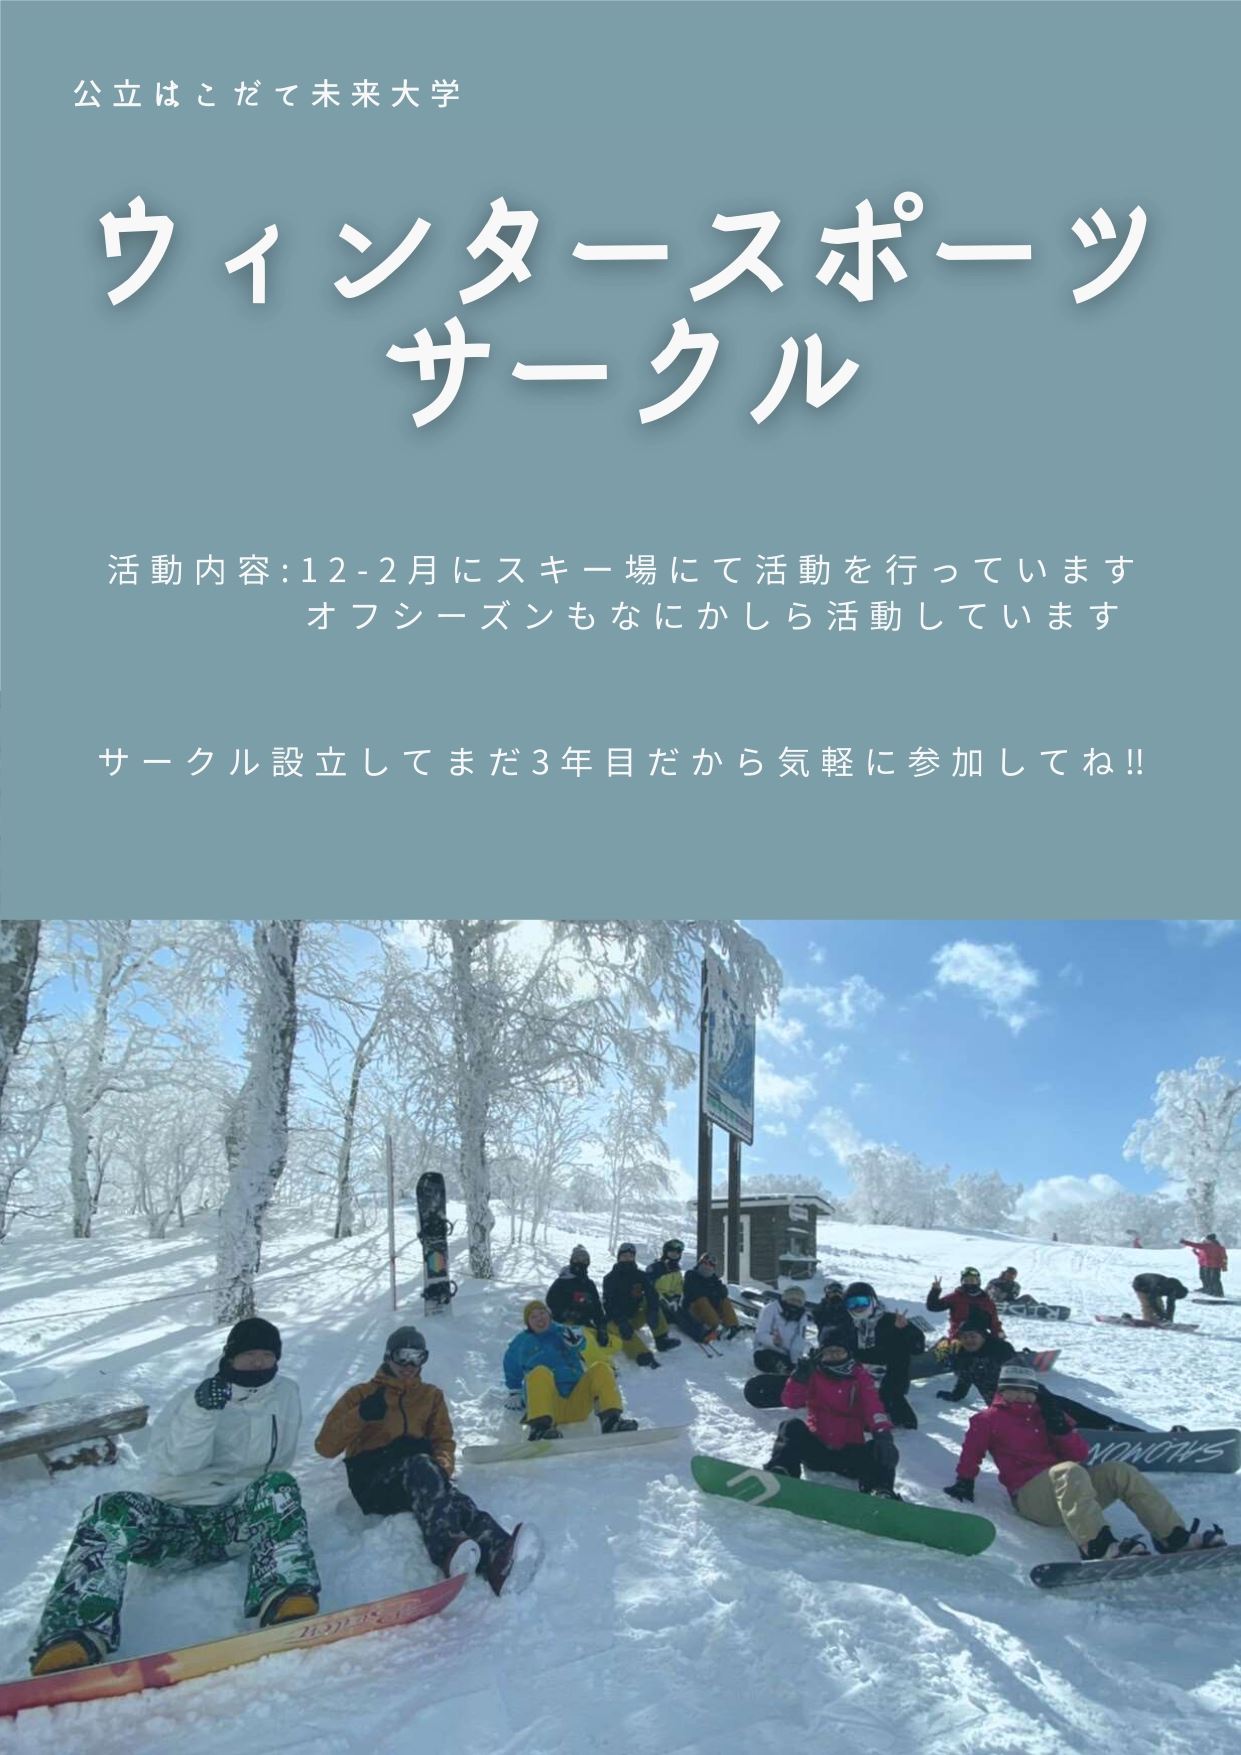 公立はこだて未来大学
ウィンタースポーツ
サークル
活動内容:12-2月にスキー場にて活動を行っています
オフシーズンもなにかしら活動しています
サークル設立してまだ3年目だから気軽に参加してね‼
SALOMON